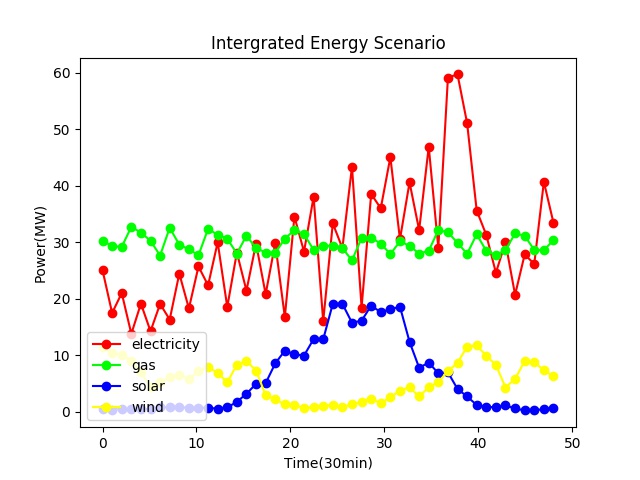 Intergrated Energy Scenario
Power(MW)
60
50
40
30
20
10
0
electricity
gas
solar
wind
0 10 20 30 40 50
Time(30min)